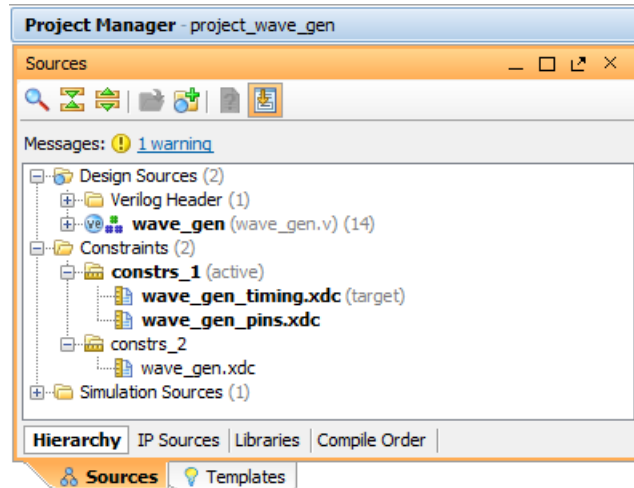 Project Manager - project_wave_gen
Sources
Messages: 1 warning
Design Sources (2)
Verilog Header (1)
wave_gen (wave_gen.v) (14)
Constraints (2)
constrs_1 (active)
wave_gen_timing.xdc (target)
wave_gen_pins.xdc
constrs_2
wave_gen.xdc
Simulation Sources (1)
Hierarchy IP Sources Libraries Compile Order
Sources Templates